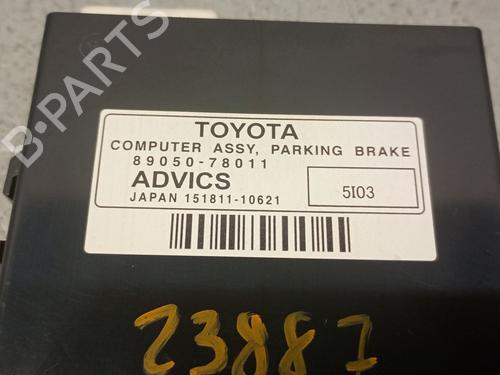 B-PARTS
TOYOTA
COMPUTER ASSY, PARKING BRAKE
89050-78011
ADVICS
5I03
JAPAN 151811-10621
23887